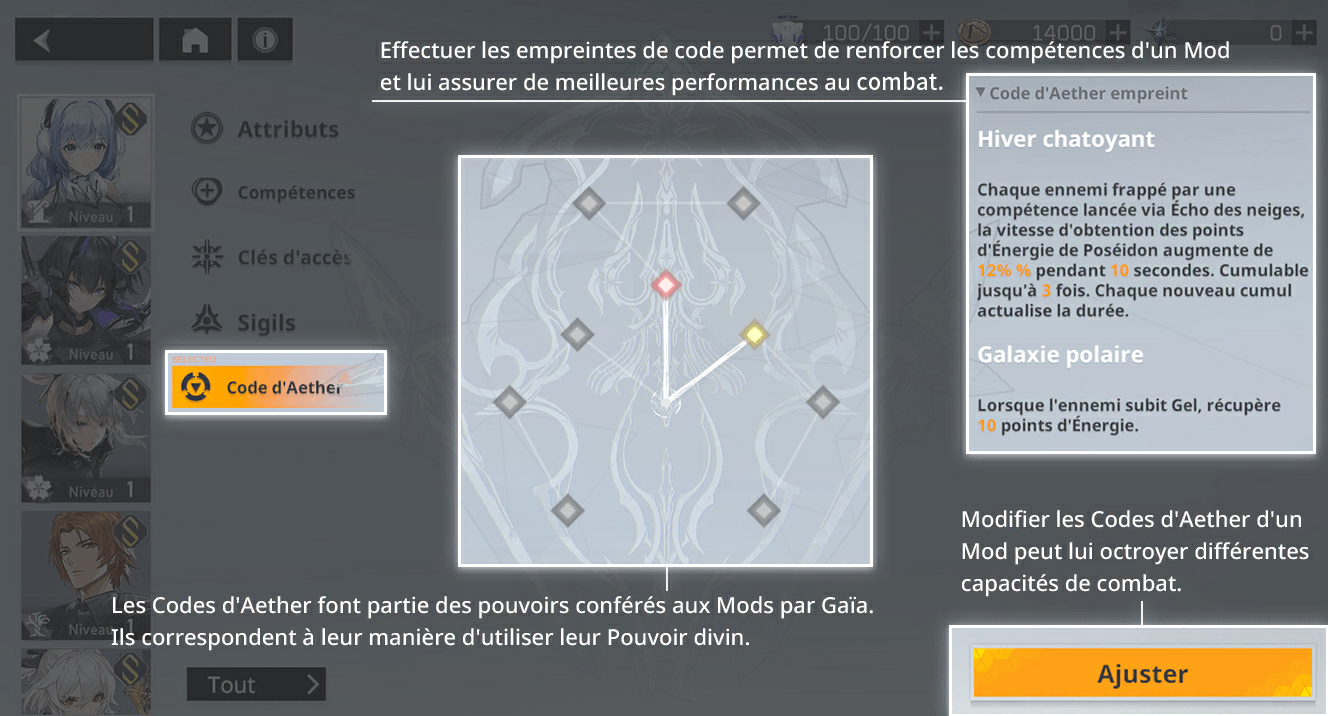 100/100
14000
0
Effectuer les empreintes de code permet de renforcer les compétences d'un Mod
et lui assurer de meilleures performances au combat.
Code d'Aether empreint
Hiver chatoyant
Chaque ennemi frappé par une
compétence lancée via Écho des neiges,
la vitesse d'obtention des points
d'Énergie de Poséidon augmente de
12% % pendant 10 secondes. Cumulable
jusqu'à 3 fois. Chaque nouveau cumul
actualise la durée.
Galaxie polaire
Lorsque l'ennemi subit Gel, récupère
10 points d'Énergie.
Attributs
Compétences
Clés d'accès
Sigils
SELECTED
Code d'Aether
S
Niveau 1
S
Niveau 1
S
Niveau 1
S
Niveau 1
S
Les Codes d'Aether font partie des pouvoirs conférés aux Mods par Gaïa.
Ils correspondent à leur manière d'utiliser leur Pouvoir divin.
Tout
Modifier les Codes d'Aether d'un
Mod peut lui octroyer différentes
capacités de combat.
Ajuster